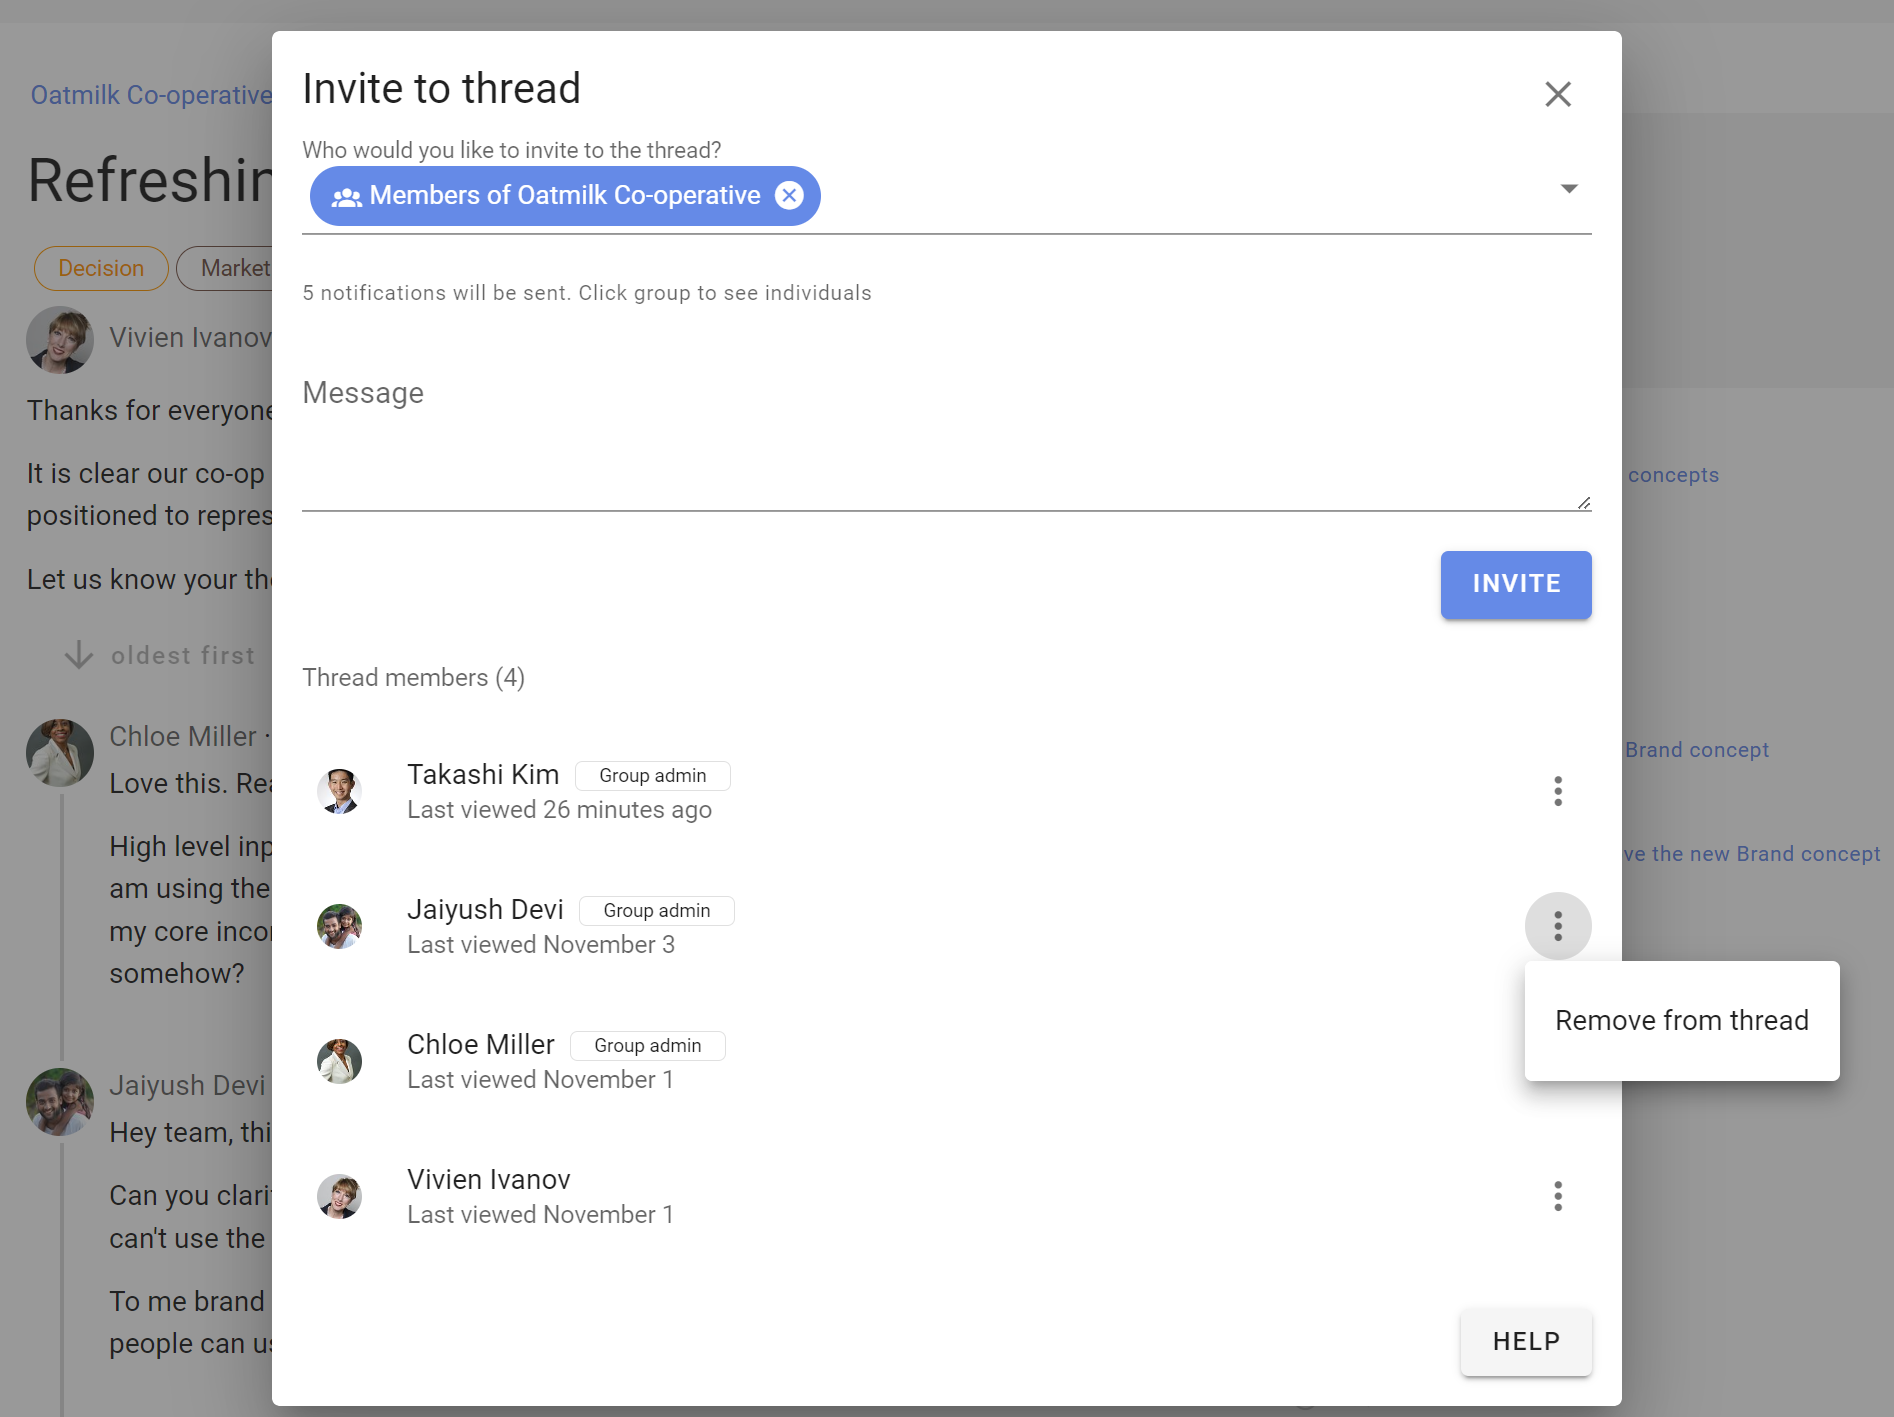 Oatmilk Co-operative
Refreshin
Decision
Market
Vivien Ivanov
Thanks for everyone
It is clear our co-op
positioned to repres
Let us know your
oldest first
Chloe Miller ·
Love this.
High level
am using the
my core
somehow?
Jaiyush Devi
Hey team,
Can you
can't use the
To me brand
people can
Invite to thread
Who would you like to invite to the thread?
Members of Oatmilk Co-operative
5 notifications will be sent. Click group to see individuals
Message
INVITE
Thread members (4)
Takashi Kim Group admin
Last viewed 26 minutes ago
Jaiyush Devi Group admin
Last viewed November 3
Remove from thread
Chloe Miller Group admin
Last viewed November 1
Vivien Ivanov
Last viewed November 1
HELP
concepts
Brand concept
ve the new Brand concept